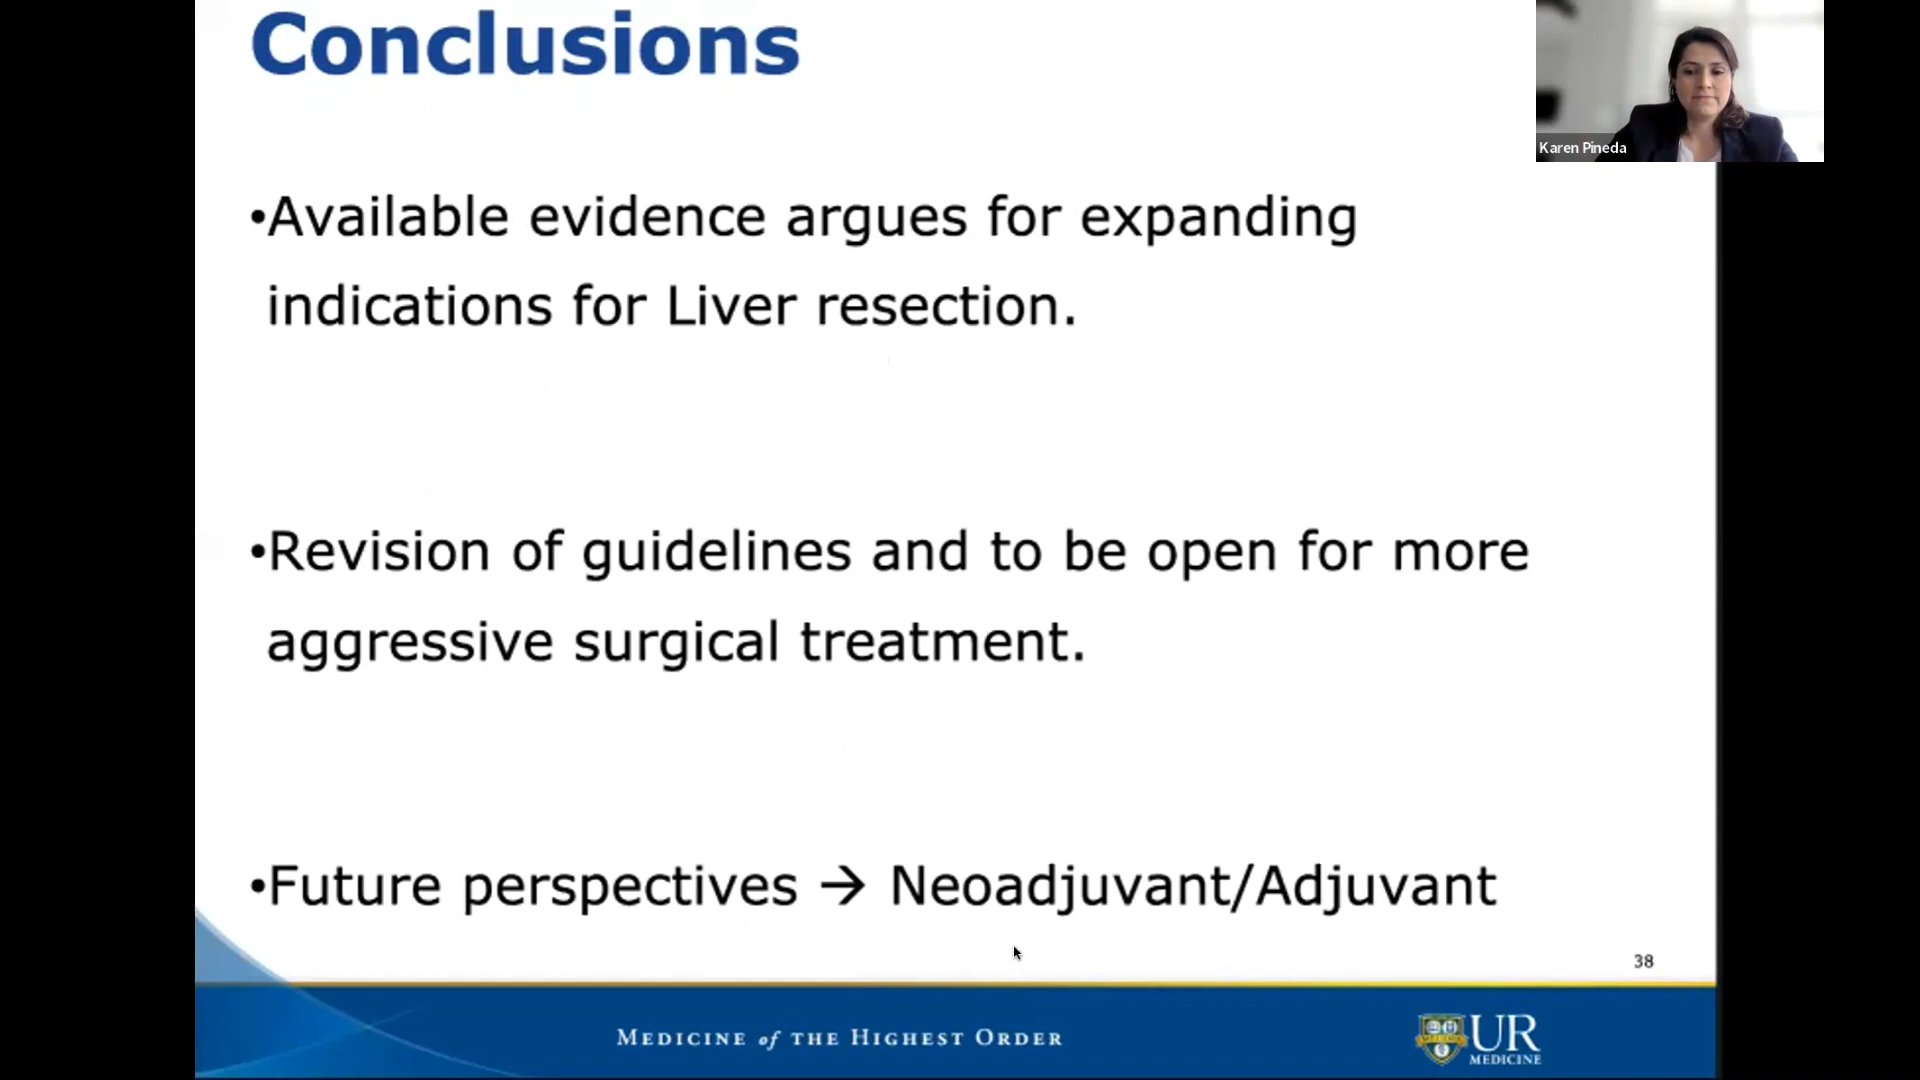 Conclusions
Karen Pineda
•Available evidence argues for expanding
indications for Liver resection.
•Revision of guidelines and to be open for more
aggressive surgical treatment.
•Future perspectives → Neoadjuvant/Adjuvant
38
MEDICINE of THE HIGHEST ORDER
UR
MEDICINE